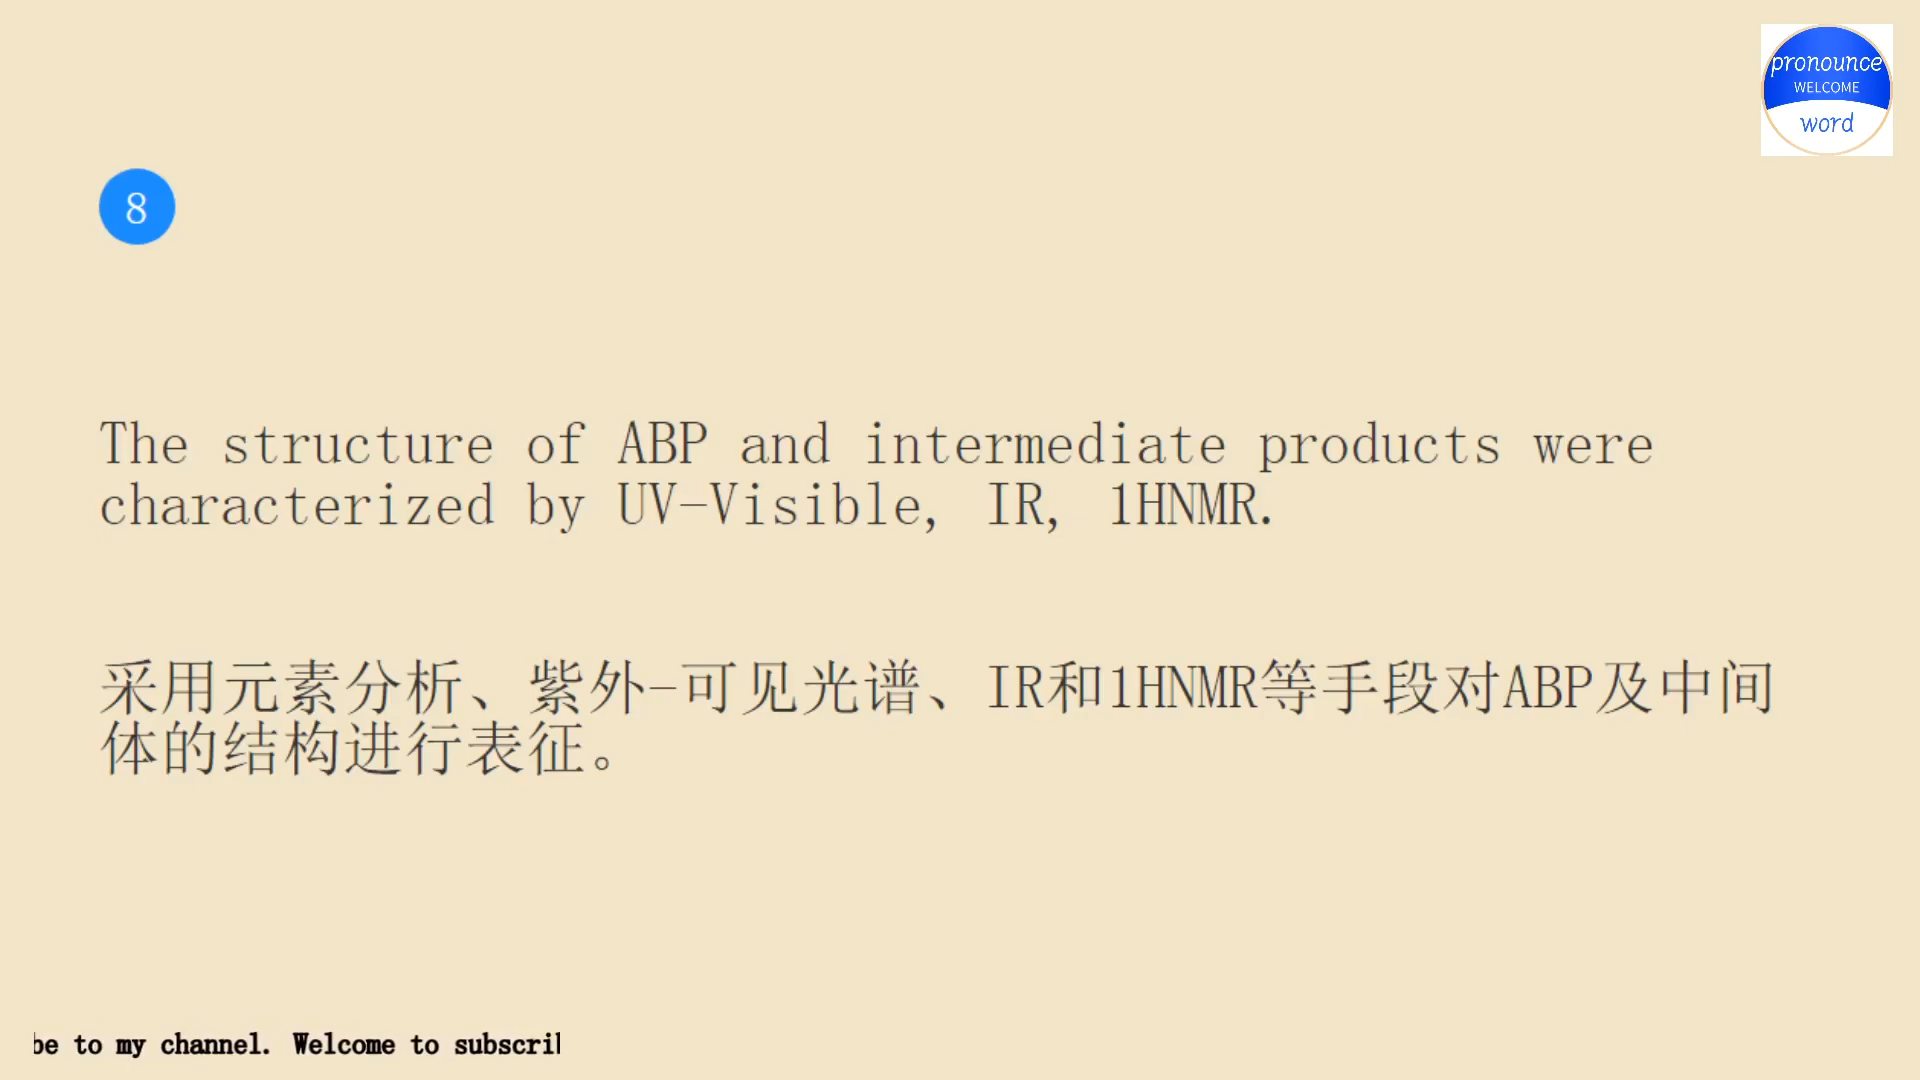 pronounce
WELCOME
word
8
The structure of ABP and intermediate products were
characterized by UV-Visible, IR, 1HNMR.
采用元素分析、紫外-可见光谱、IR和1HNMR等手段对ABP及中间
体的结构进行表征。
be to my channel. Welcome to subscri